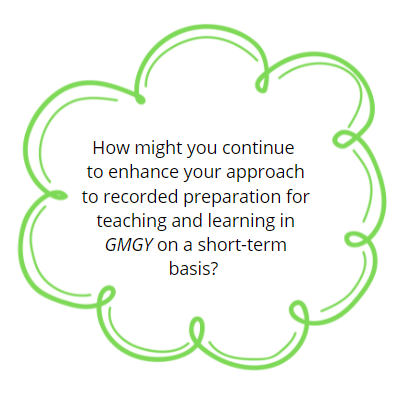 How might you continue
to enhance your approach
to recorded preparation for
teaching and learning in
GMGY on a short-term
basis?